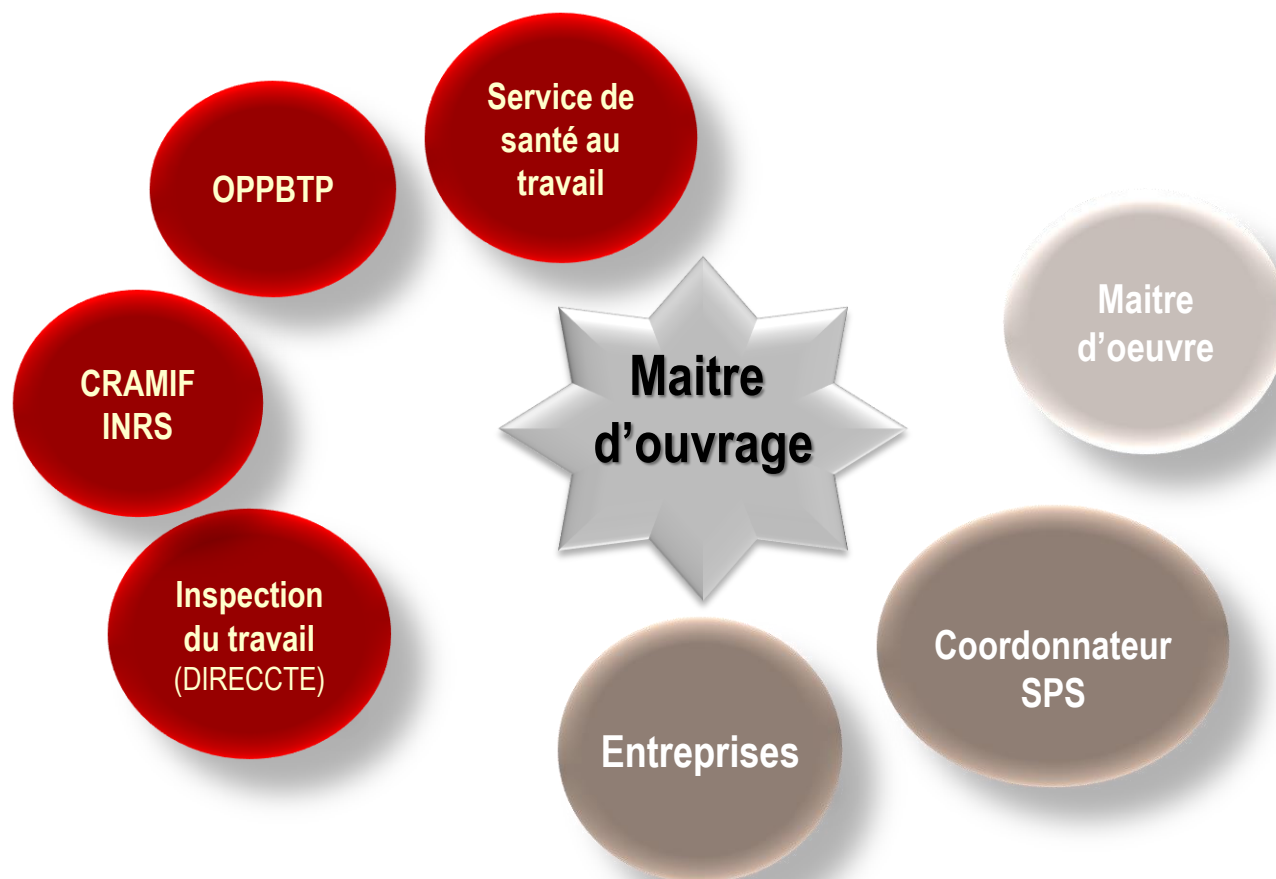 Service de
santé au
travail
OPPBTP
Maitre
d'oeuvre
CRAMIF
INRS
Maitre
d'ouvrage
Inspection
du travail
(DIRECCTE)
Coordonnateur
SPS
Entreprises